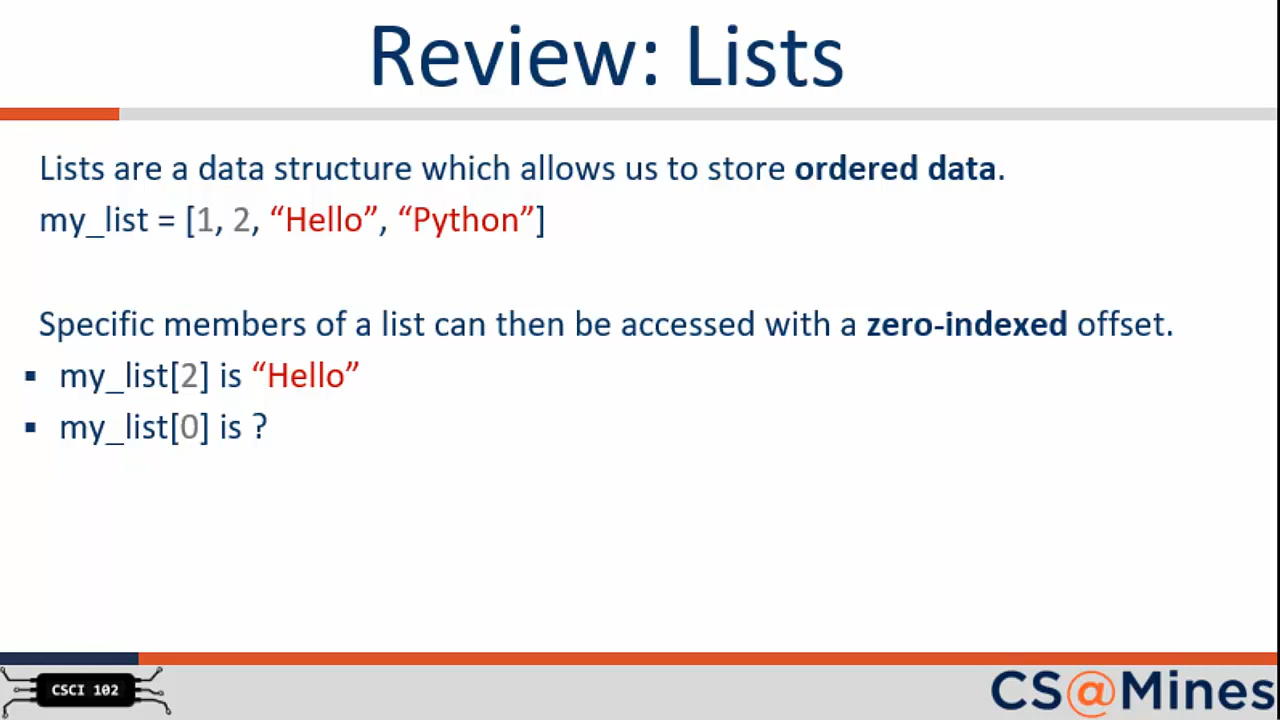 Review: Lists
Lists are a data structure which allows us to store ordered data.
my_list = [1, 2, “Hello”, “Python”]
Specific members of a list can then be accessed with a zero-indexed offset.
▪ my_list[2] is “Hello”
▪ my_list[0] is ?
CSCI 102
CS@Mines